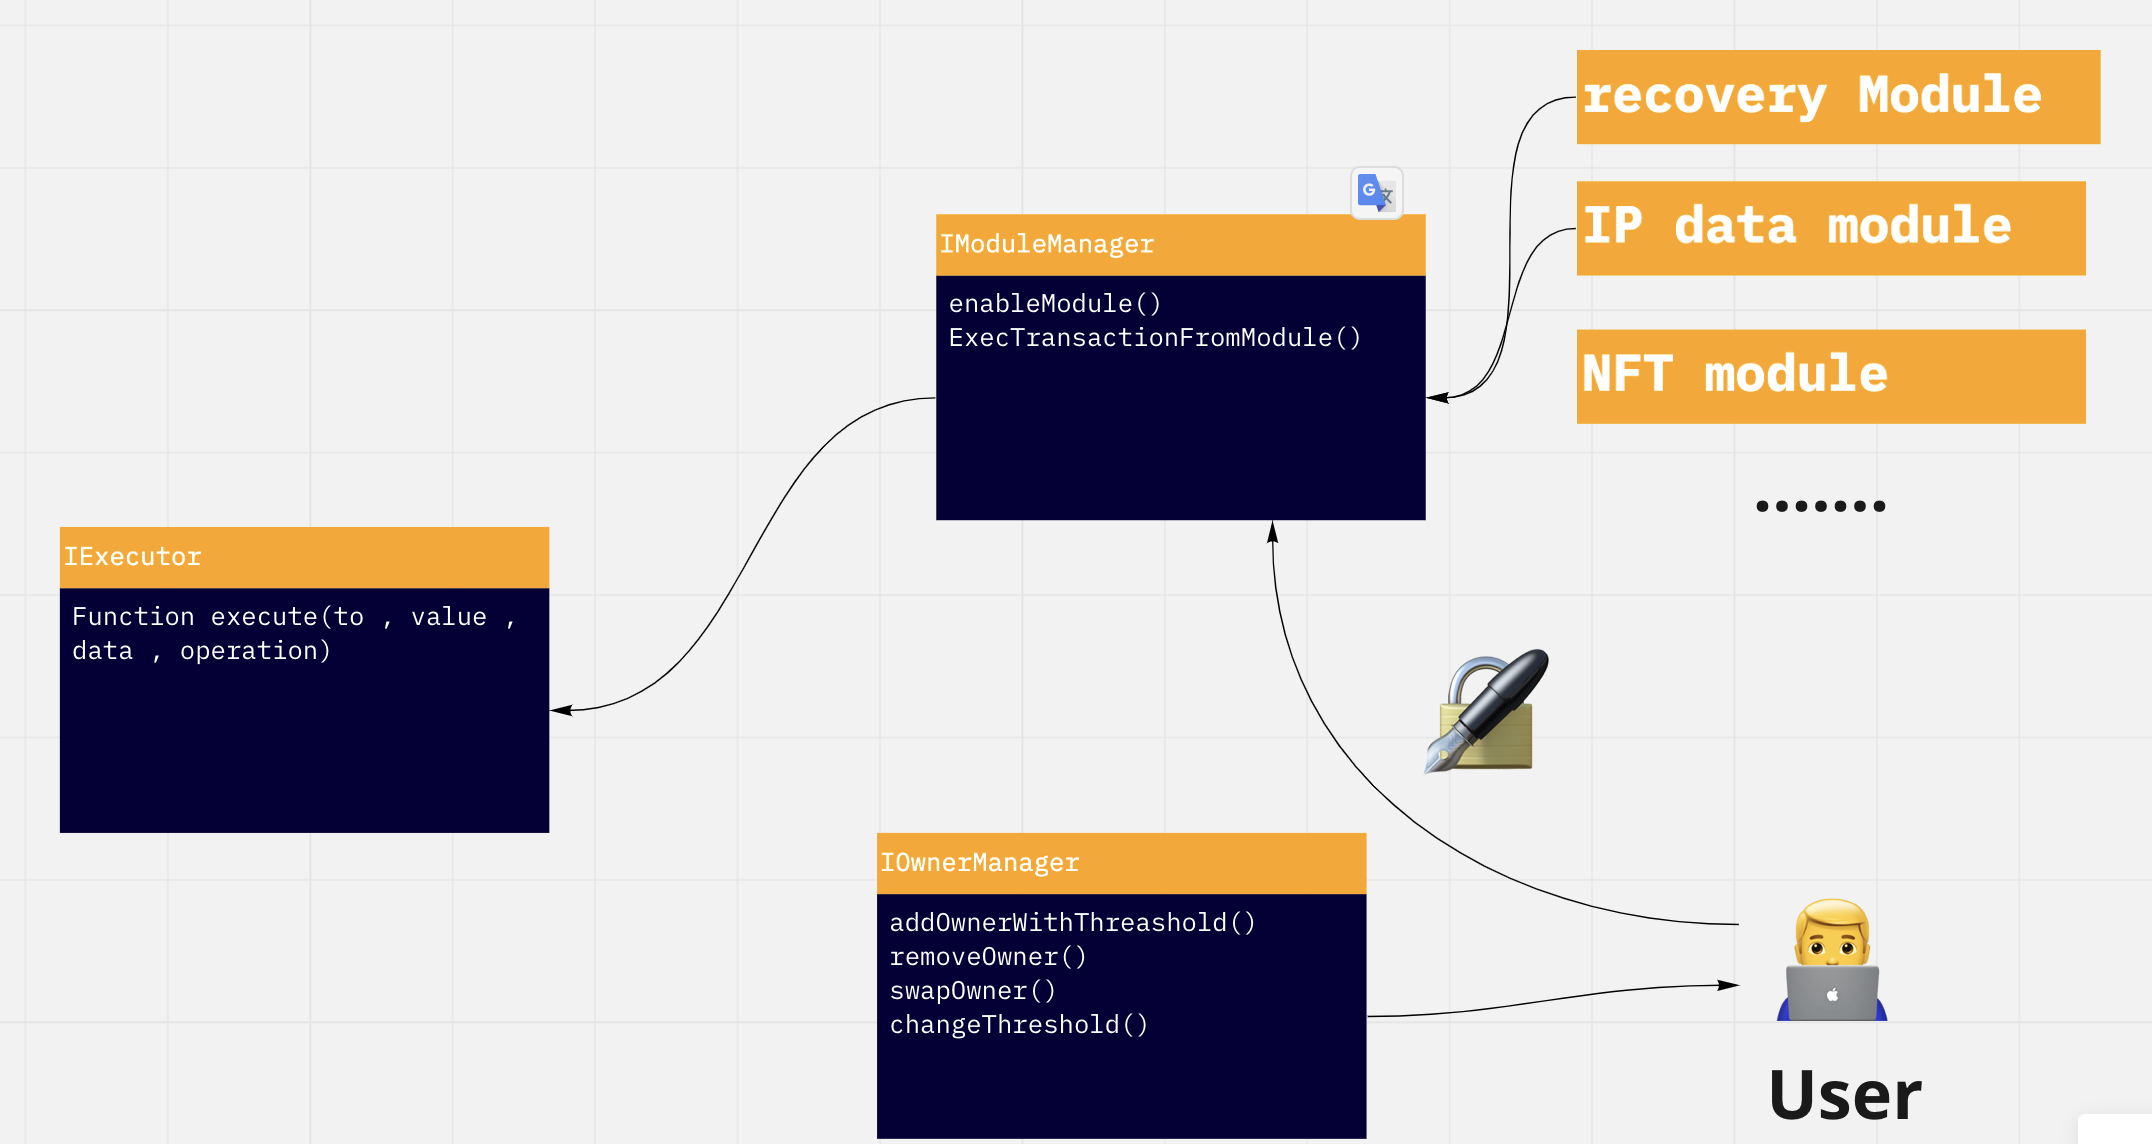 recovery Module
IP data module
NFT module
.......
IModuleManager
enableModule()
ExecTransactionFromModule()
IExecutor
Function execute(to , value ,
data , operation)
IOwnerManager
addOwnerWithThreashold()
removeOwner()
swapOwner()
changeThreshold()
User